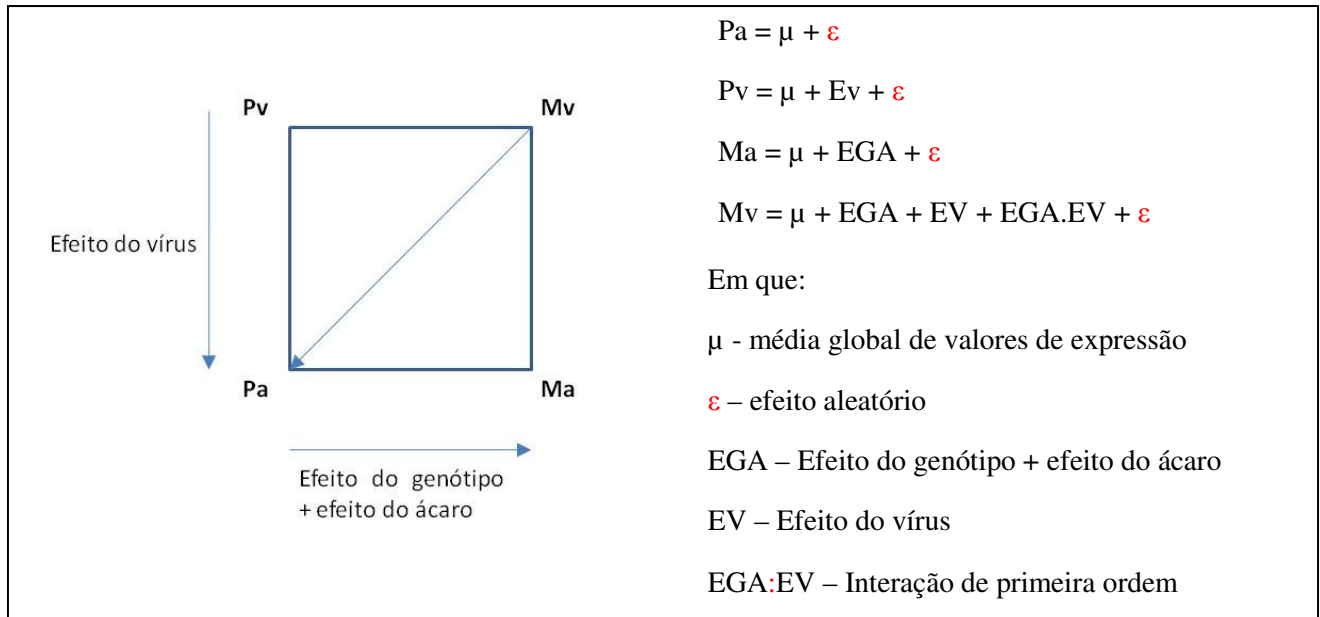 Pv
Mv
Efeito do vírus
Pa
Ma
Efeito do genótipo
+ efeito do ácaro
Pa = µ + ε
Pv = µ + Ev + ε
Ma = µ + EGA + ε
Mv = µ + EGA + EV + EGA.EV + ε
Em que:
µ - média global de valores de expressão
ε – efeito aleatório
EGA – Efeito do genótipo + efeito do ácaro
EV – Efeito do vírus
EGA:EV – Interação de primeira ordem